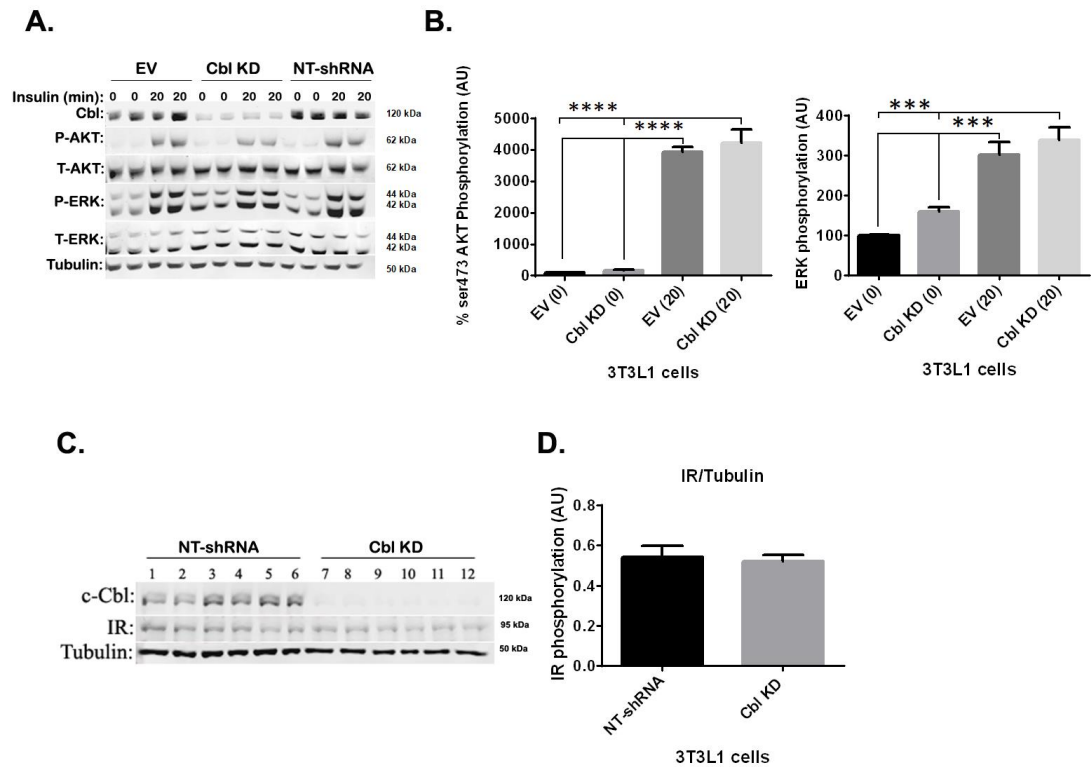 A.
EV Cbl KD NT-shRNA
Insulin (min): 0 0 20 20 0 0 20 20 0 0 20 20
Cbl: 120 kDa
P-AKT: 62 kDa
T-AKT: 62 kDa
P-ERK: 44 kDa
42 kDa
T-ERK: 44 kDa
42 kDa
Tubulin: 50 kDa
B.
% ser473 AKT Phosphorylation (AU)
5000
4000
3000
2000
1000
0
****
****
EV (0) Cbl KD (0) EV (20) Cbl KD (20)
3T3L1 cells
ERK phosphorylation (AU)
400
300
200
100
0
***
***
EV (0) Cbl KD (0) EV (20) Cbl KD (20)
3T3L1 cells
C.
NT-shRNA Cbl KD
1 2 3 4 5 6 7 8 9 10 11 12
c-Cbl: 120 kDa
IR: 95 kDa
Tubulin: 50 kDa
D.
IR/Tubulin
IR phosphorylation (AU)
0.8
0.6
0.4
0.2
0.0
NT-shRNA Cbl KD
3T3L1 cells